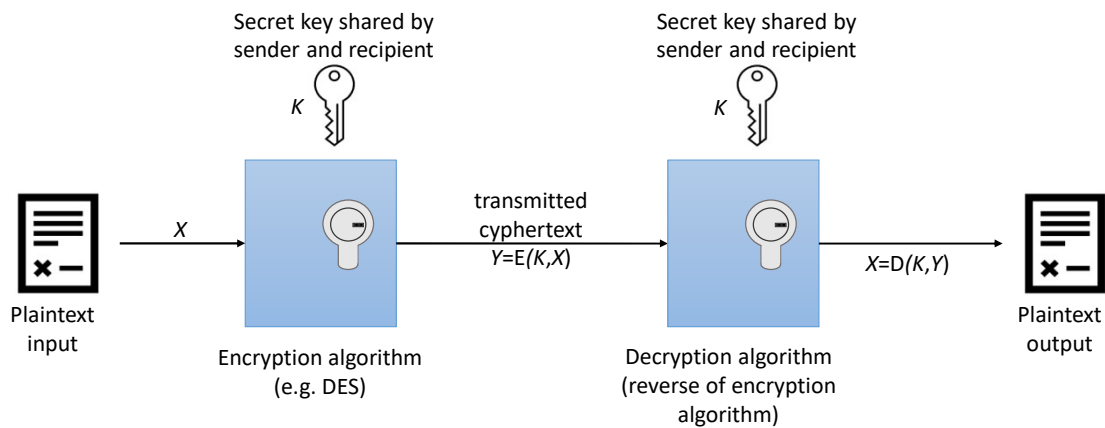 Secret key shared by
sender and recipient
K
Secret key shared by
sender and recipient
K
X
transmitted
cyphertext
Y=E(K,X)
X=D(K,Y)
Plaintext
input
Encryption algorithm
(e.g. DES)
Decryption algorithm
(reverse of encryption
algorithm)
Plaintext
output